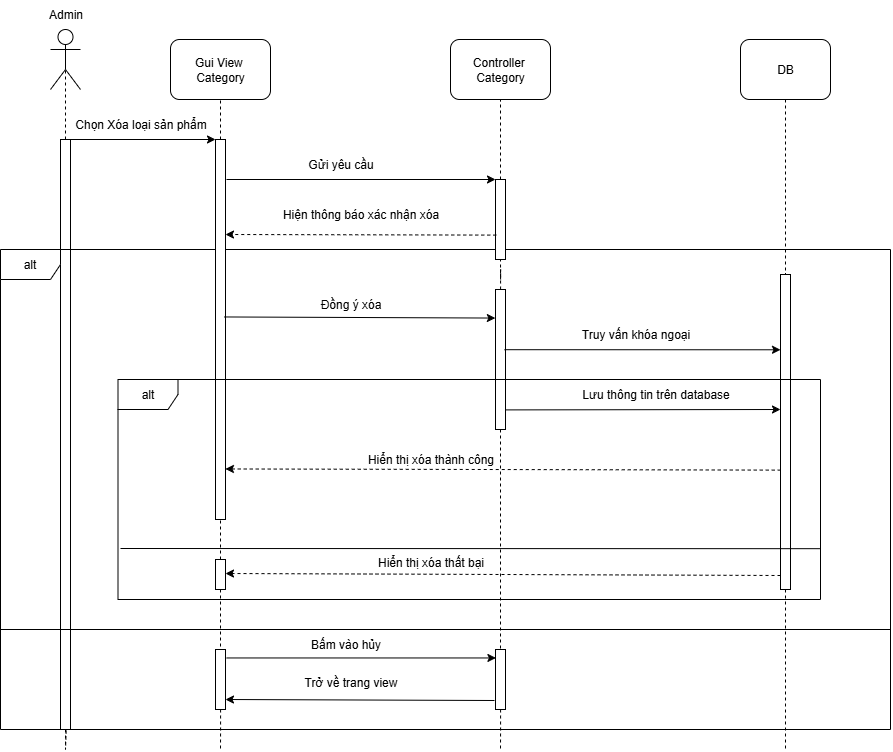 Admin
Gui View
Category
Controller
Category
DB
Chọn Xóa loại sản phẩm
Gửi yêu cầu
Hiện thông báo xác nhận xóa
alt
Đồng ý xóa
Truy vấn khóa ngoại
alt
Lưu thông tin trên database
Hiển thị xóa thành công
Hiển thị xóa thất bại
Bấm vào hủy
Trở về trang view